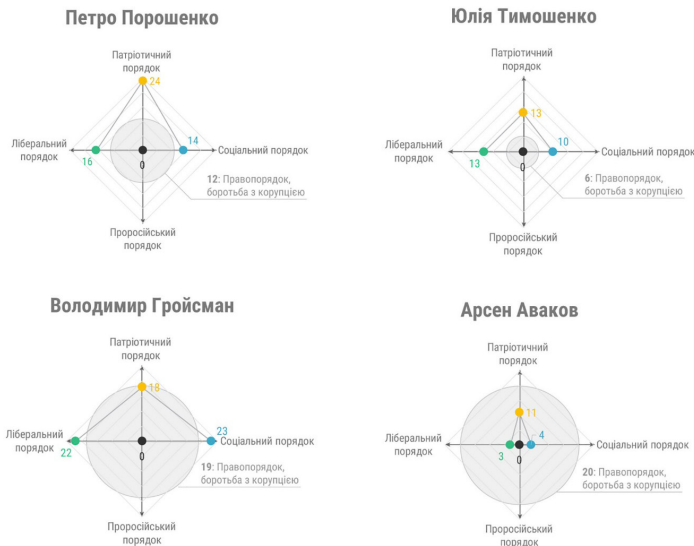 Петро Порошенко
Патріотичний
порядок
24
Ліберальний
порядок
16
14
Соціальний порядок
0
12: Правопорядок,
боротьба з корупцією
Проросійський
порядок
Юлія Тимошенко
Патріотичний
порядок
13
Ліберальний
порядок
13
10
Соціальний порядок
0
6: Правопорядок,
боротьба з корупцією
Проросійський
порядок
Володимир Гройсман
Патріотичний
порядок
18
Ліберальний
порядок
22
23
Соціальний порядок
0
19: Правопорядок,
боротьба з корупцією
Проросійський
порядок
Арсен Аваков
Патріотичний
порядок
11
Ліберальний
порядок
3
4
Соціальний порядок
0
20: Правопорядок,
боротьба з корупцією
Проросійський
порядок